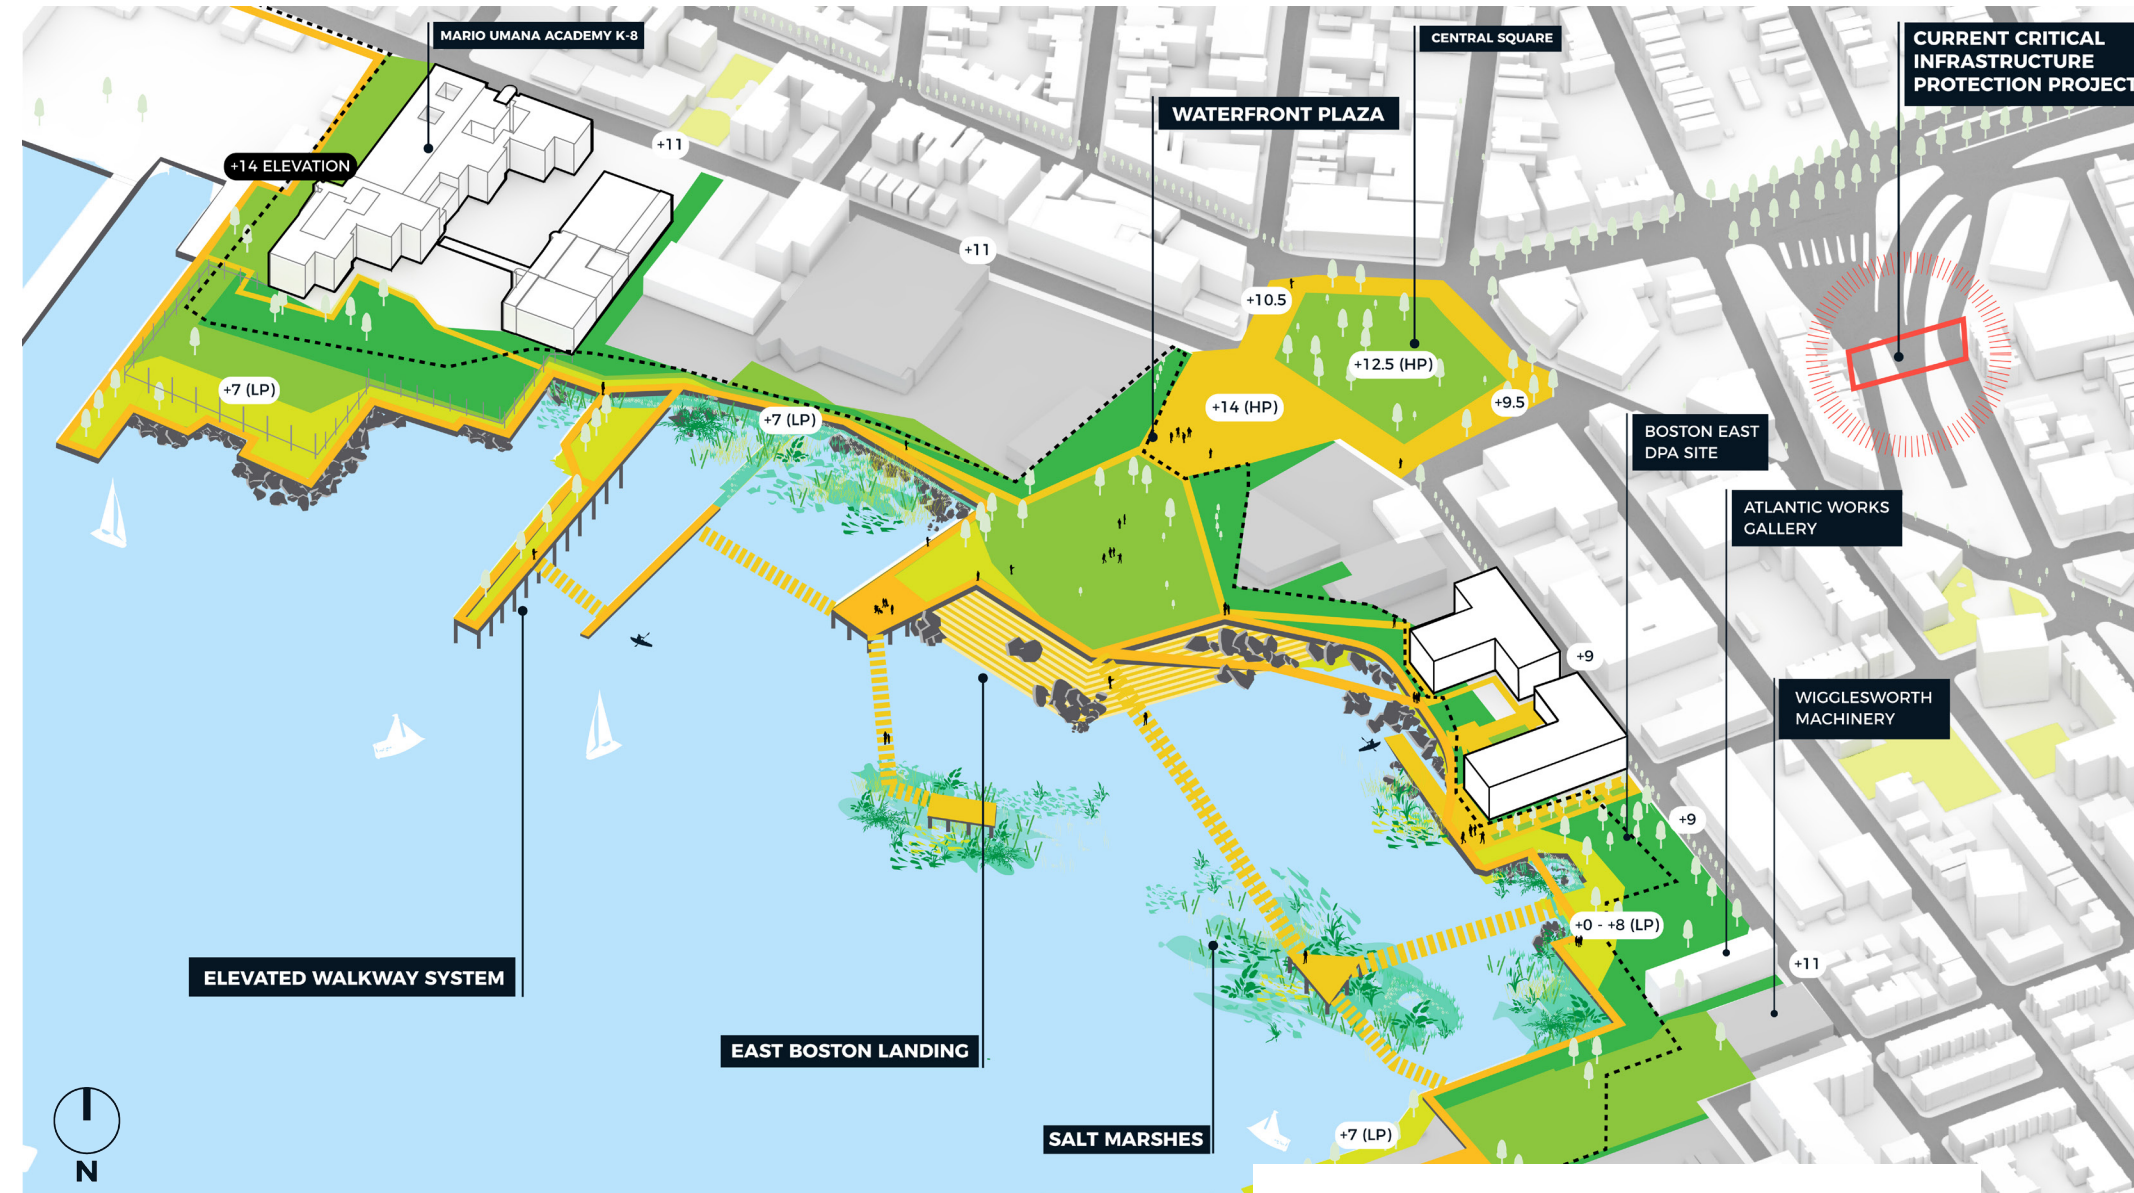 MARIO UMANA ACADEMY K-8
CENTRAL SQUARE
CURRENT CRITICAL
INFRASTRUCTURE
PROTECTION PROJECT
WATERFRONT PLAZA
+14 ELEVATION
+11
+11
+10.5
+12.5 (HP)
+14 (HP)
+9.5
+7 (LP)
+7 (LP)
BOSTON EAST
DPA SITE
ATLANTIC WORKS
GALLERY
+9
WIGGLESWORTH
MACHINERY
+9
+0 - +8 (LP)
+11
ELEVATED WALKWAY SYSTEM
EAST BOSTON LANDING
SALT MARSHES
+7 (LP)
N